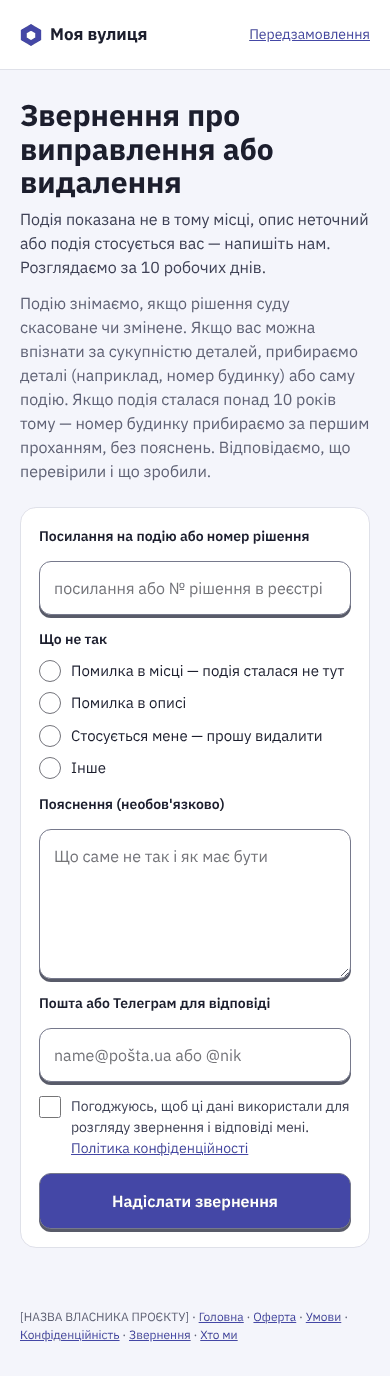 Моя вулиця
Передзамовлення
Звернення про
виправлення або
видалення
Подія показана не в тому місці, опис неточний
або подія стосується вас — напишіть нам.
Розглядаємо за 10 робочих днів.
Подію знімаємо, якщо рішення суду
скасоване чи змінене. Якщо вас можна
впізнати за сукупністю деталей, прибираємо
деталі (наприклад, номер будинку) або саму
подію. Якщо подія сталася понад 10 років
тому — номер будинку прибираємо за першим
проханням, без пояснень. Відповідаємо, що
перевірили і що зробили.
Посилання на подію або номер рішення
посилання або № рішення в реєстрі
Що не так
Помилка в місці — подія сталася не тут
Помилка в описі
Стосується мене — прошу видалити
Інше
Пояснення (необов'язково)
Що саме не так і як має бути
Пошта або Телеграм для відповіді
name@pošta.ua або @nik
Погоджуюсь, щоб ці дані використали для
розгляду звернення і відповіді мені.
Політика конфіденційності
Надіслати звернення
[НАЗВА ВЛАСНИКА ПРОЄКТУ] · Головна · Оферта · Умови ·
Конфіденційність · Звернення · Хто ми